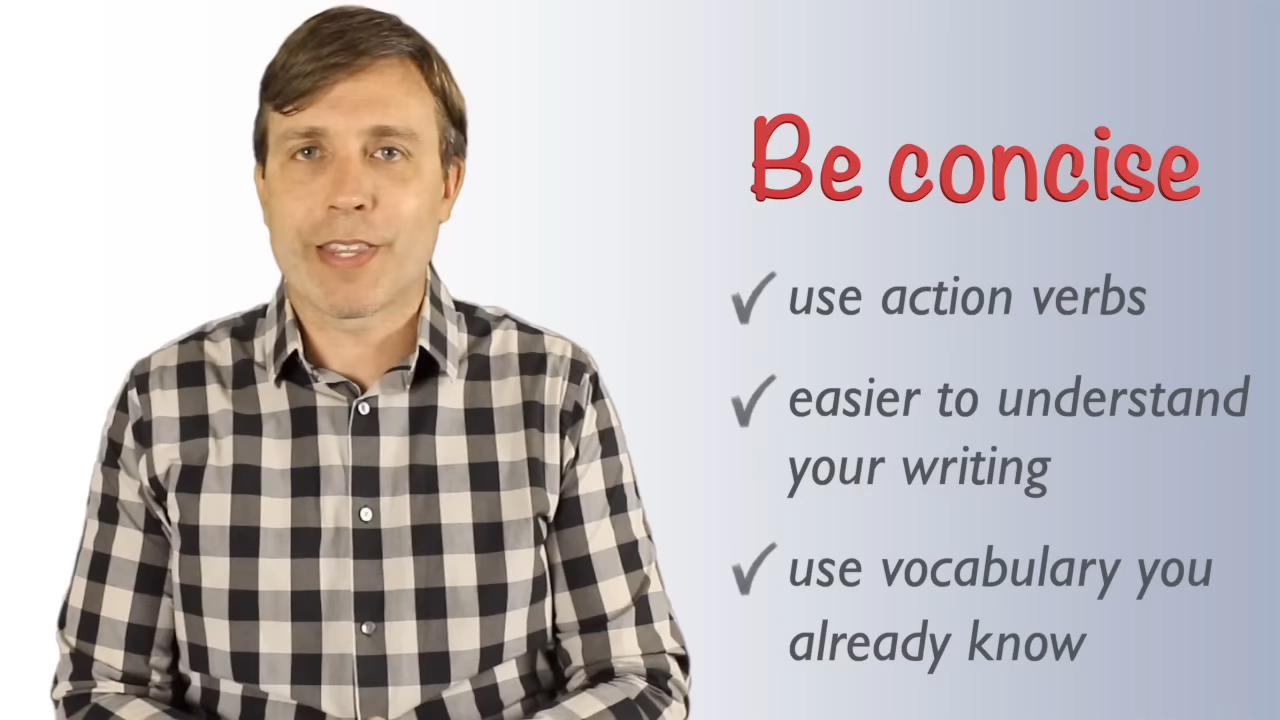 Be concise
use action verbs
easier to understand
your writing
use vocabulary you
already know